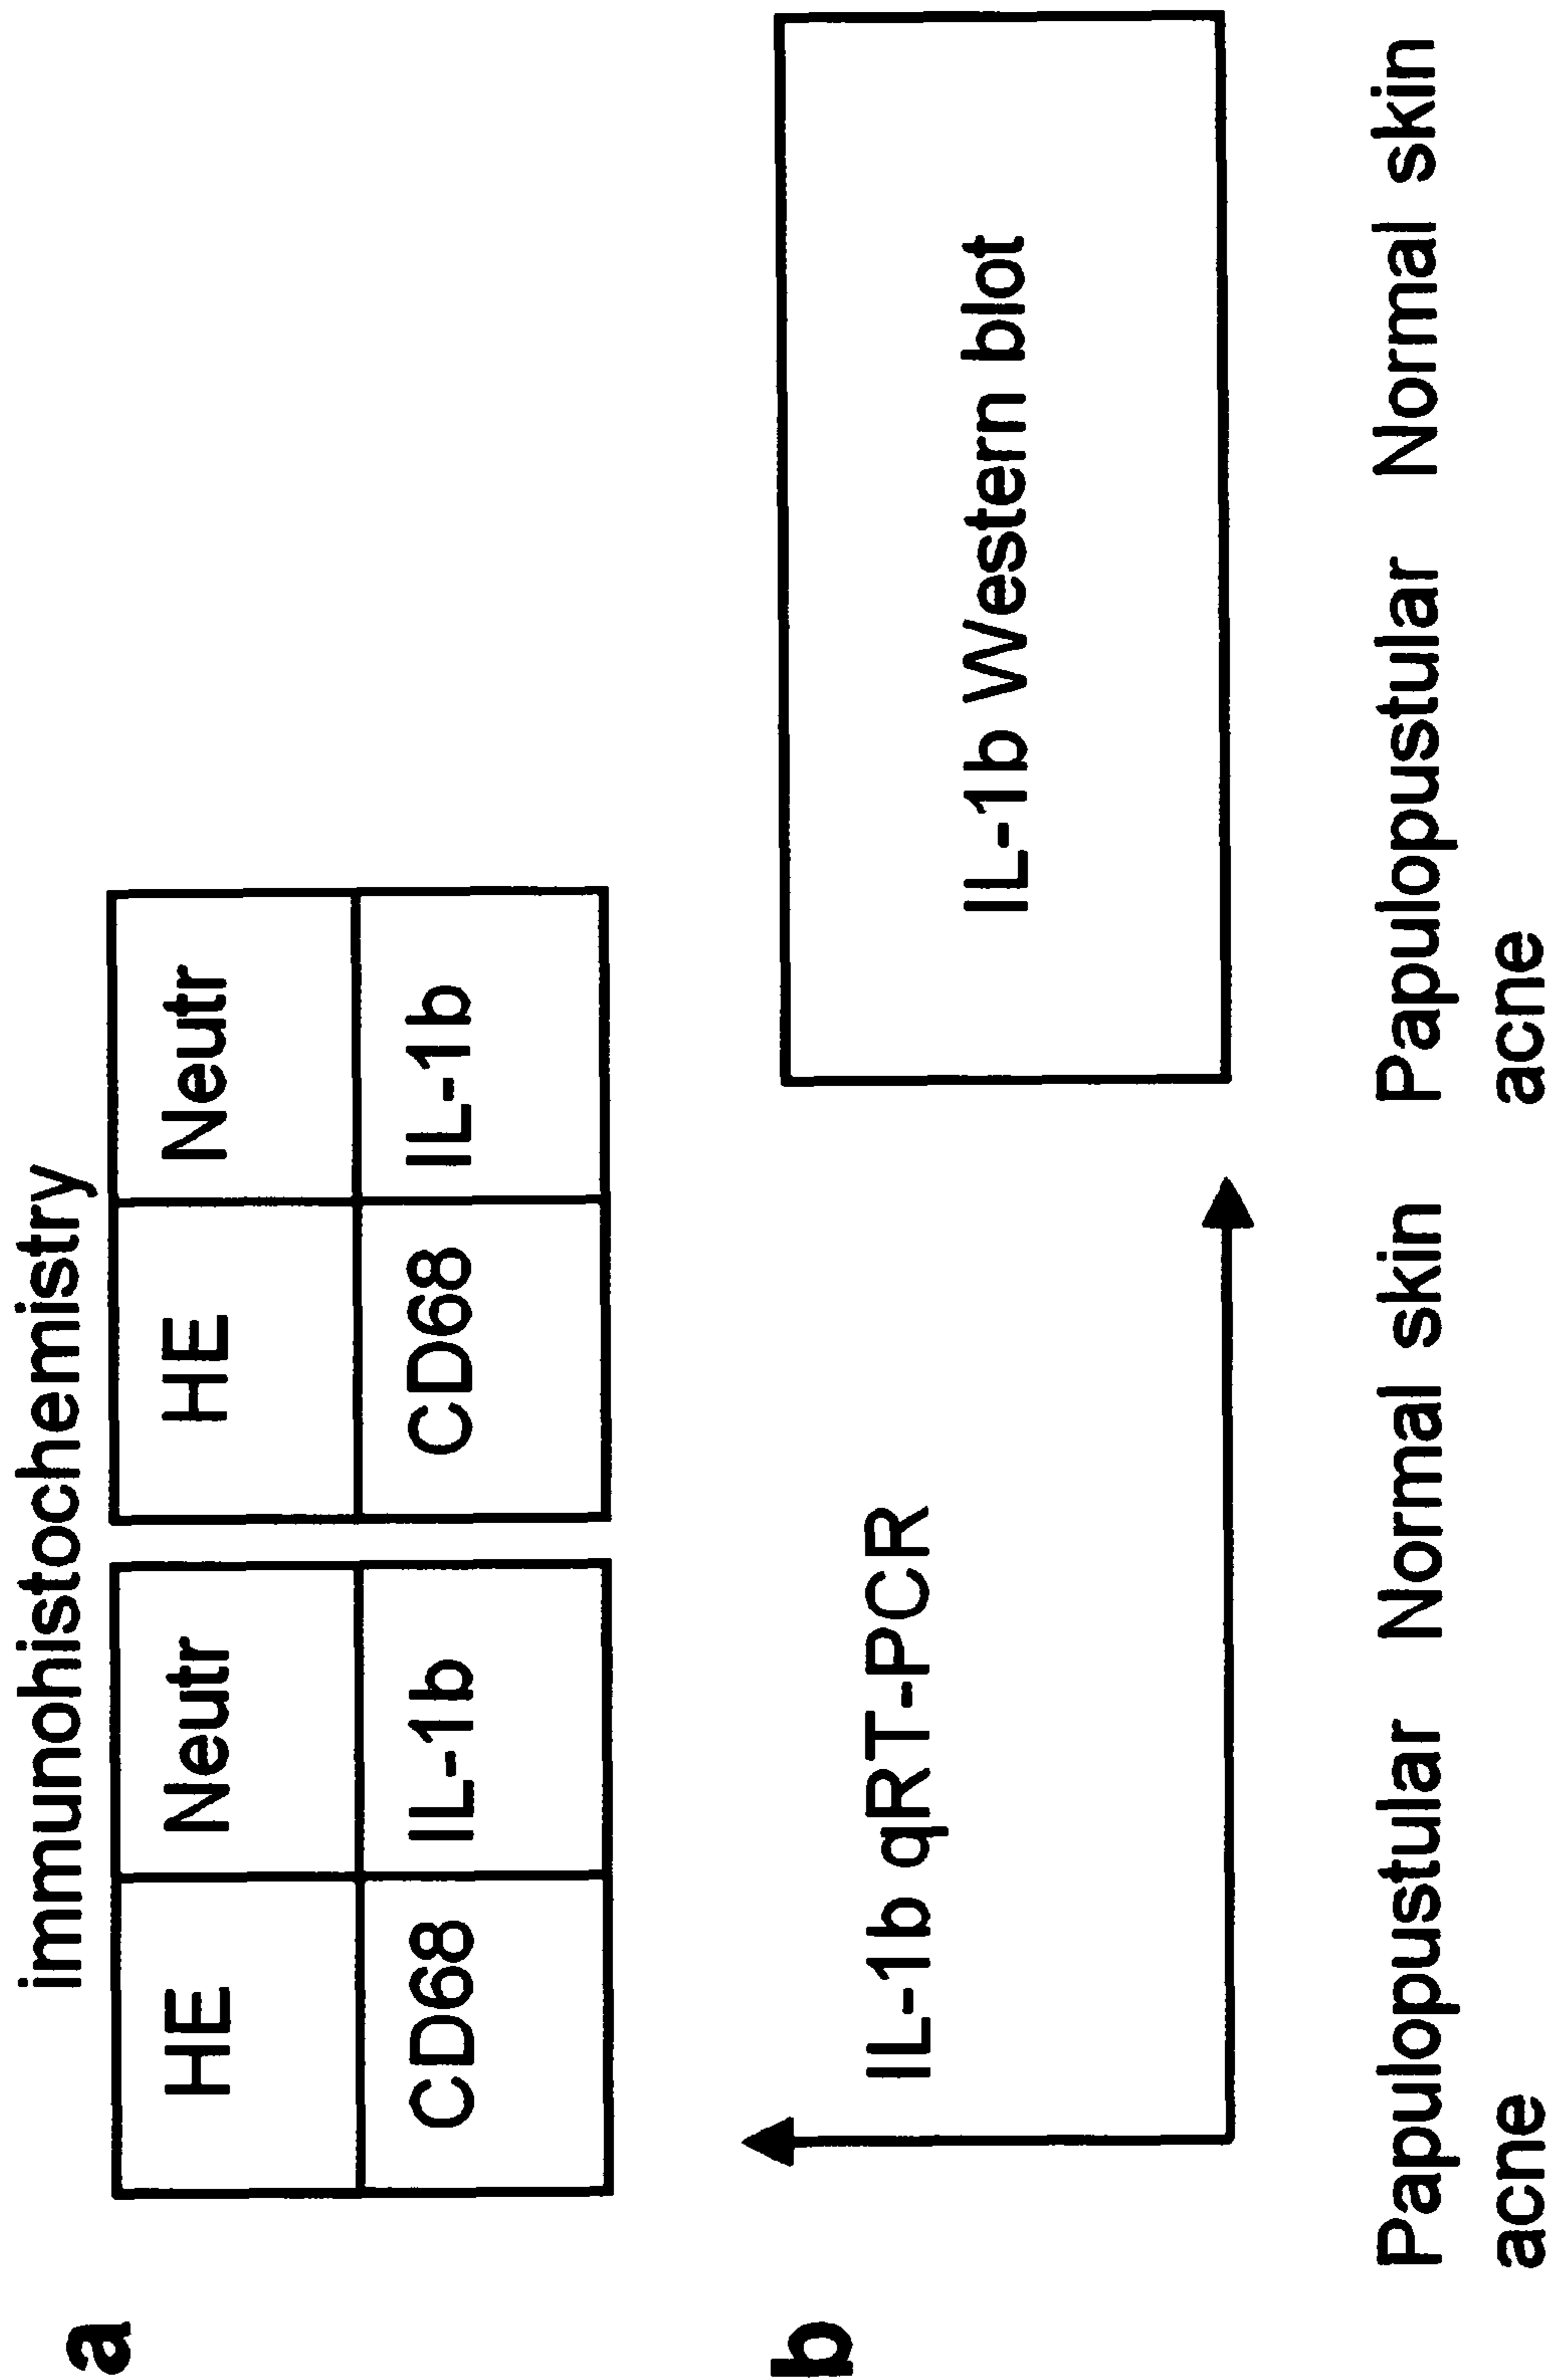 a
immunohistochemistry
HE Neutr HE Neutr
CD68 IL-1b CD68 IL-1b
b
IL-1b qRT-PCR
IL-1b Western blot
Papulopustular Normal skin Papulopustular Normal skin
acne acne